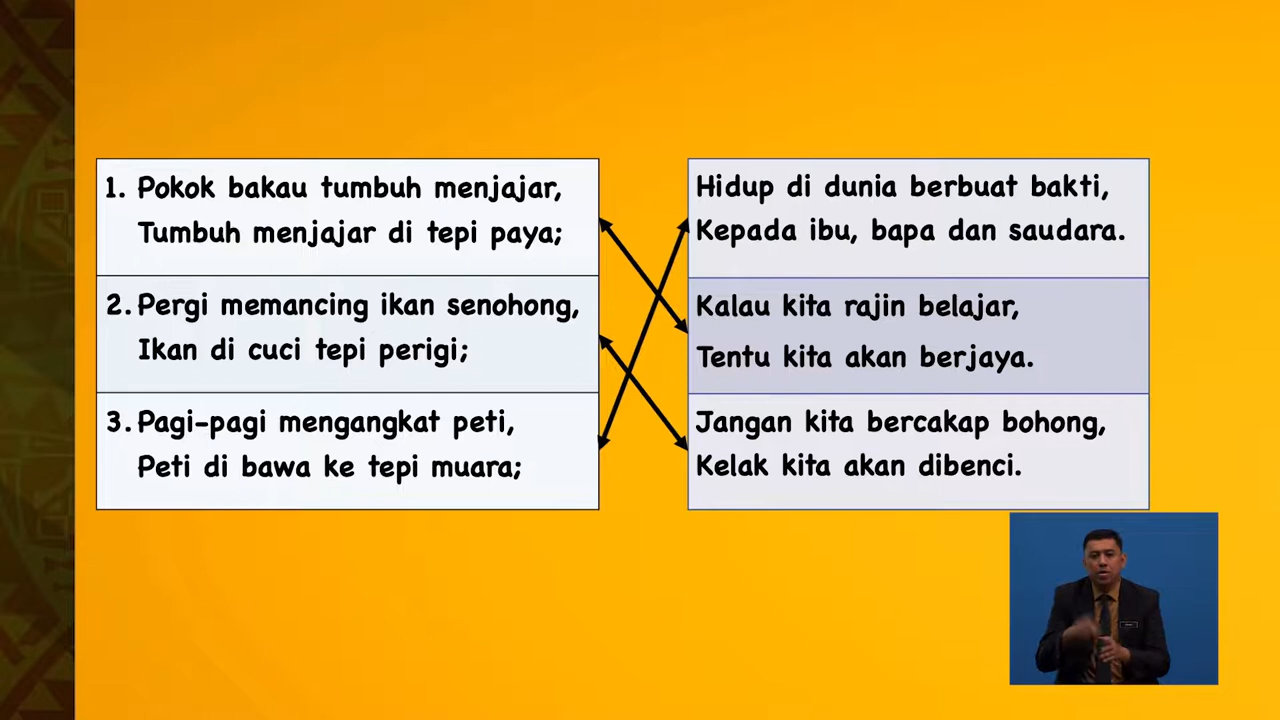 1. Pokok bakau tumbuh menjajar,
Tumbuh menjajar di tepi paya;
2. Pergi memancing ikan senohong,
Ikan di cuci tepi perigi;
3. Pagi-pagi mengangkat peti,
Peti di bawa ke tepi muara;
Hidup di dunia berbuat bakti,
Kepada ibu, bapa dan saudara.
Kalau kita rajin belajar,
Tentu kita akan berjaya.
Jangan kita bercakap bohong,
Kelak kita akan dibenci.